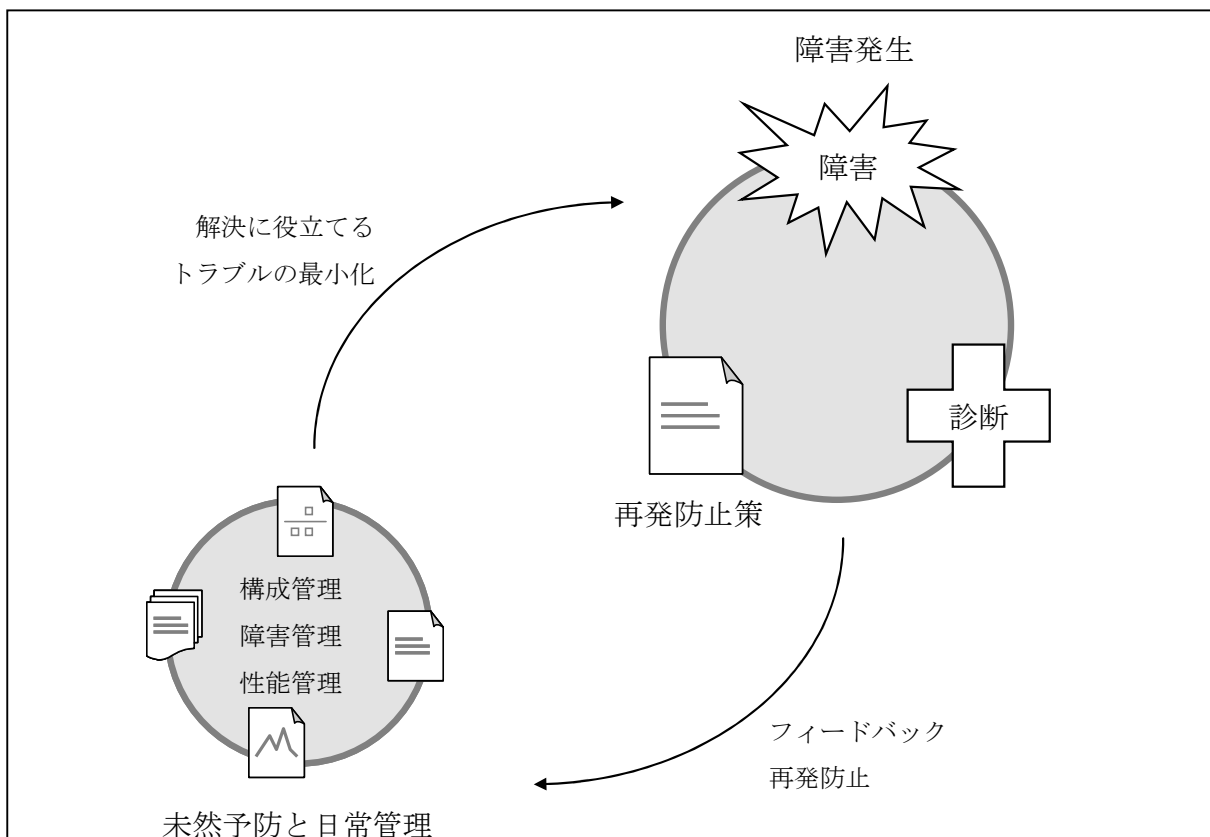 障害発生
障害
解決に役立てる
トラブルの最小化
診断
再発防止策
構成管理
障害管理
性能管理
フィードバック
再発防止
未然予防と日常管理